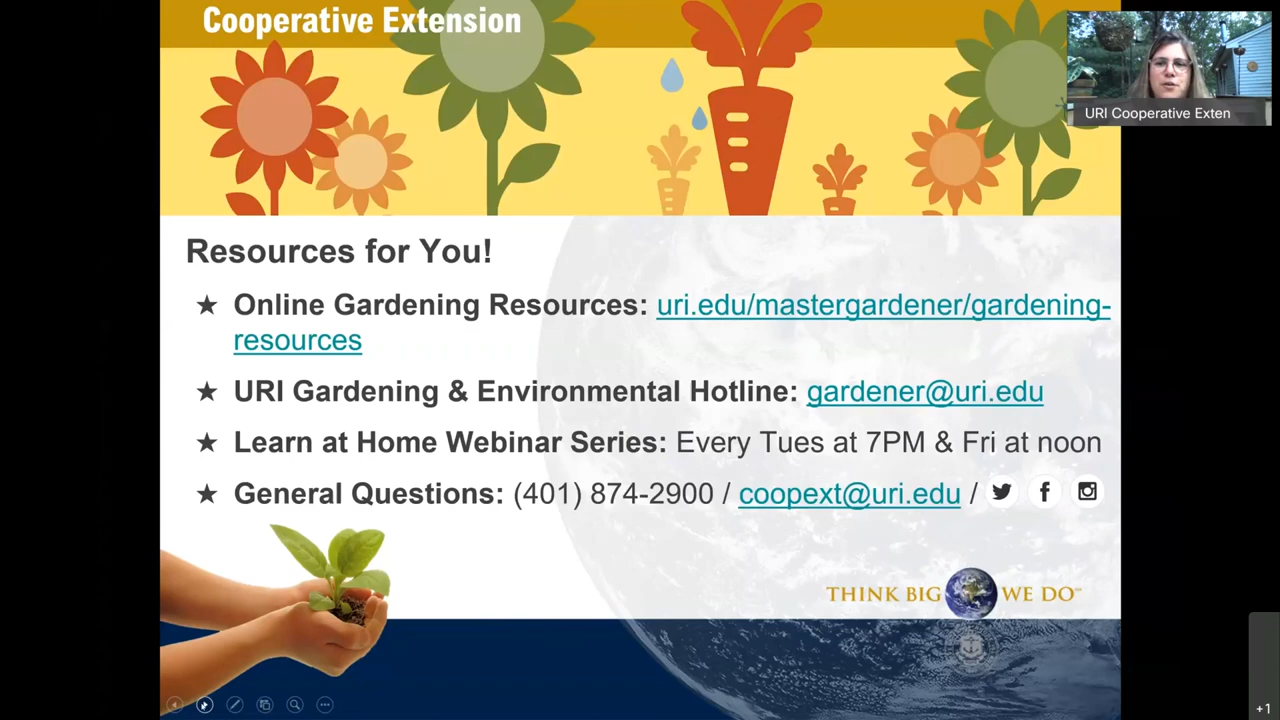 Cooperative Extension
URI Cooperative Exten
Resources for You!
★ Online Gardening Resources: uri.edu/mastergardener/gardening-
resources
★ URI Gardening & Environmental Hotline: gardener@uri.edu
★ Learn at Home Webinar Series: Every Tues at 7PM & Fri at noon
★ General Questions: (401) 874-2900 / coopext@uri.edu /
THINK BIG WE DO℠
+1